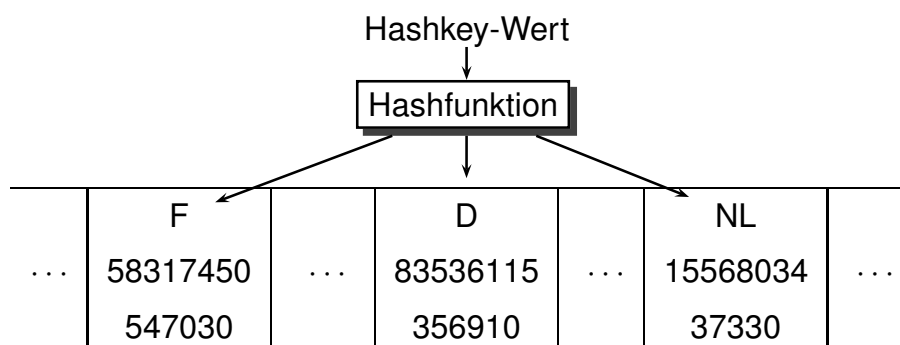 Hashkey-Wert
Hashfunktion
F D NL
... 58317450 ... 83536115 ... 15568034 ...
547030 356910 37330